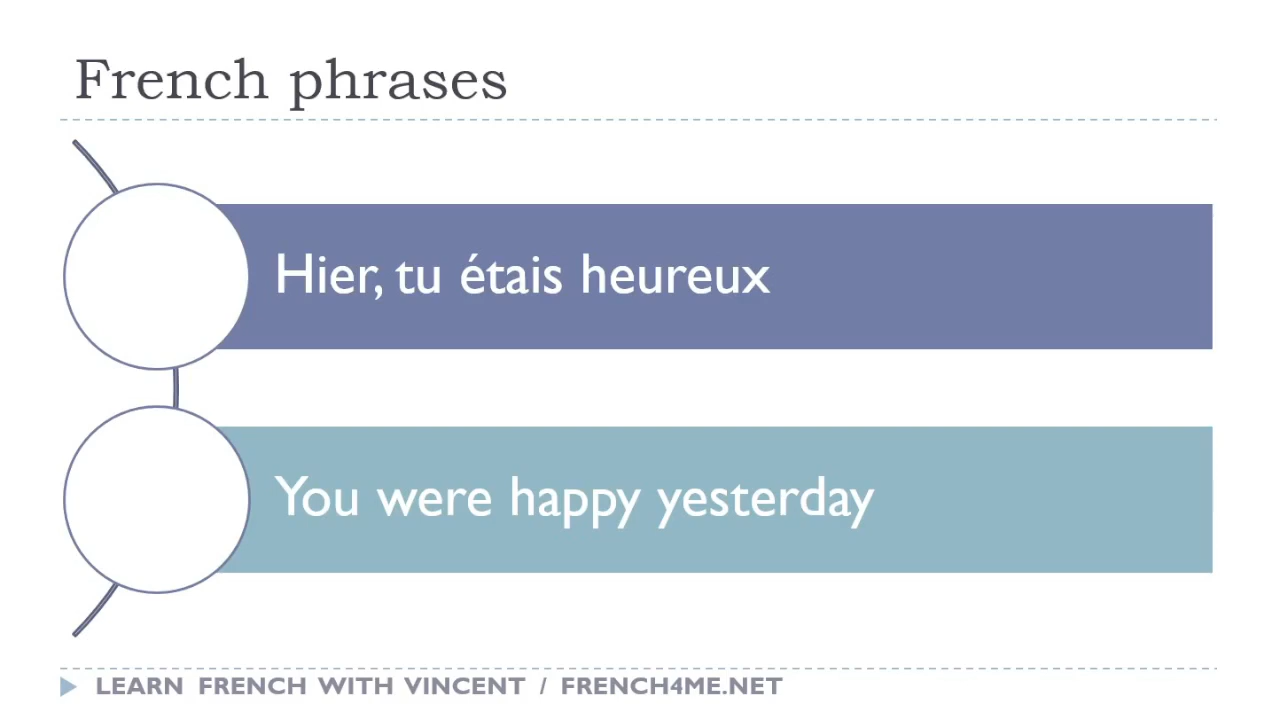 French phrases
Hier, tu étais heureux
You were happy yesterday
LEARN FRENCH WITH VINCENT / FRENCH4ME.NET